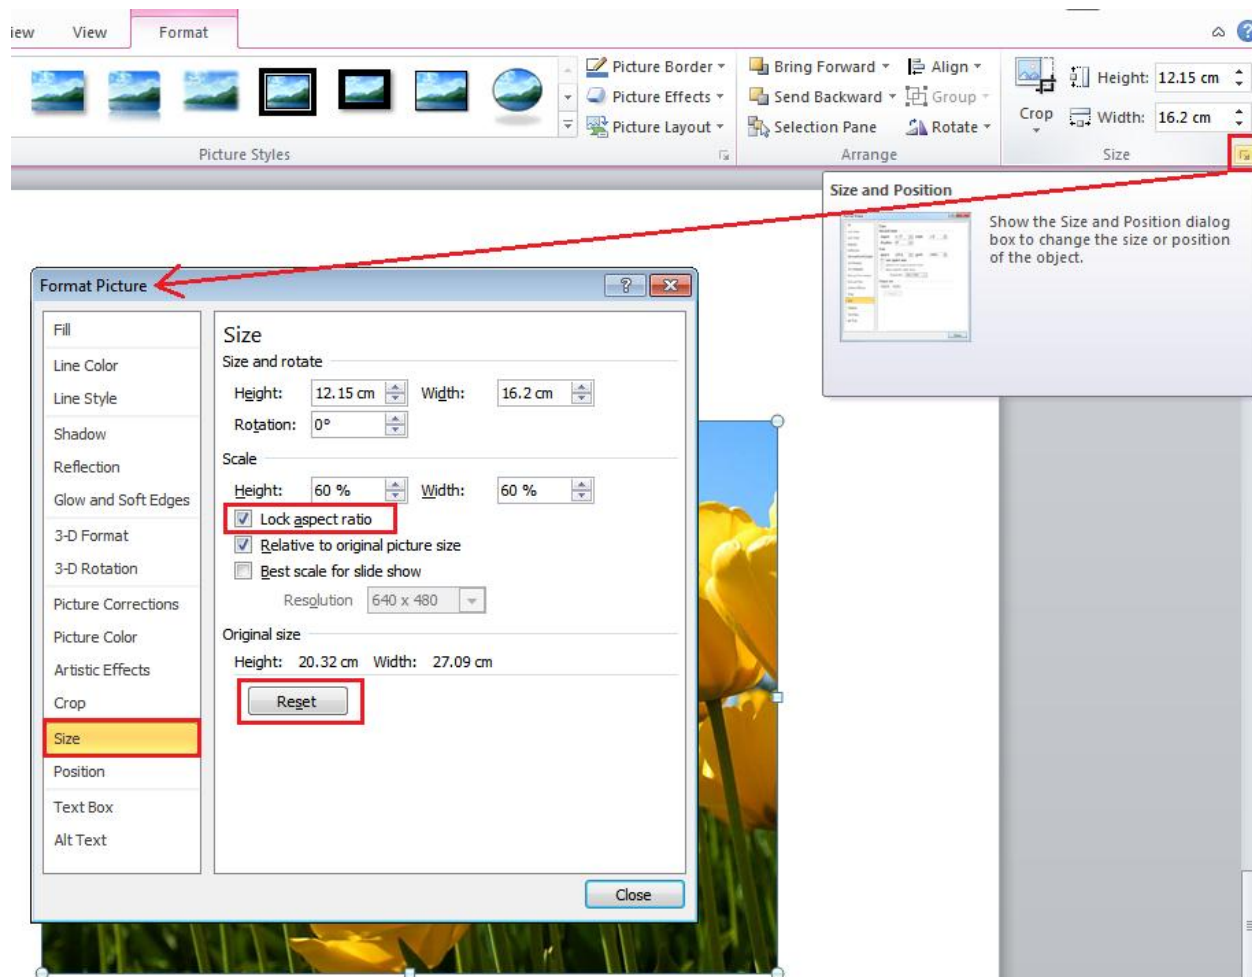 iew View Format
Picture Border Bring Forward Align Height: 12.15 cm
Picture Effects Send Backward Group Crop Width: 16.2 cm
Picture Layout Selection Pane Rotate
Picture Styles Arrange Size
Size and Position
Show the Size and Position dialog
box to change the size or position
of the object.
Format Picture
Fill
Line Color
Line Style
Shadow
Reflection
Glow and Soft Edges
3-D Format
3-D Rotation
Picture Corrections
Picture Color
Artistic Effects
Crop
Size
Position
Text Box
Alt Text
Size
Size and rotate
Height: 12.15 cm Width: 16.2 cm
Rotation: 0°
Scale
Height: 60 % Width: 60 %
Lock aspect ratio
Relative to original picture size
Best scale for slide show
Resolution 640 x 480
Original size
Height: 20.32 cm Width: 27.09 cm
Reset
Close